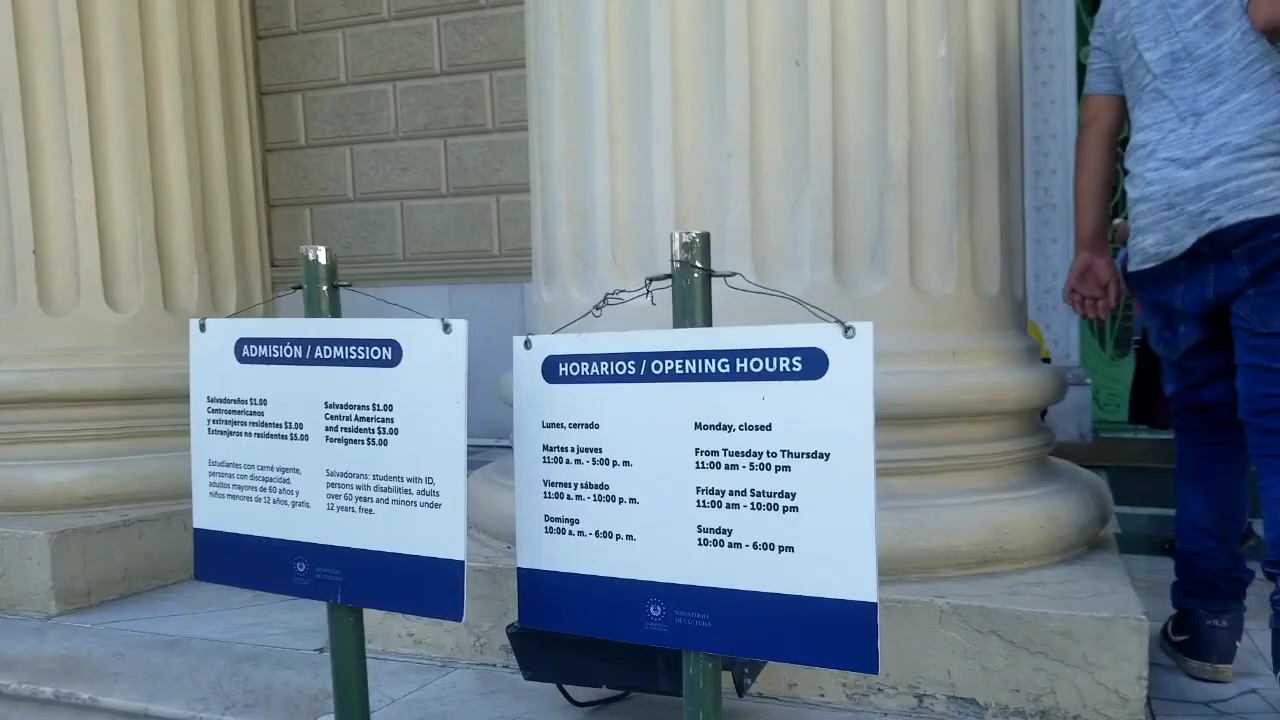 ADMISIÓN / ADMISSION
Salvadoreños $1.00
Centroamericanos
y extranjeros residentes $3.00
Extranjeros no residentes $5.00
Estudiantes con carné vigente,
personas con discapacidad,
adultos mayores de 60 años y
niños menores de 12 años, gratis.
Salvadorans $1.00
Central Americans
and residents $3.00
Foreigners $5.00
Salvadorans: students with ID,
persons with disabilities, adults
over 60 years and minors under
12 years, free.
MINISTERIO
DE CULTURA
HORARIOS / OPENING HOURS
Lunes, cerrado
Martes a jueves
11:00 a. m. - 5:00 p. m.
Viernes y sábado
11:00 a. m. - 10:00 p. m.
Domingo
10:00 a. m. - 6:00 p. m.
Monday, closed
From Tuesday to Thursday
11:00 am - 5:00 pm
Friday and Saturday
11:00 am - 10:00 pm
Sunday
10:00 am - 6:00 pm
MINISTERIO
DE CULTURA